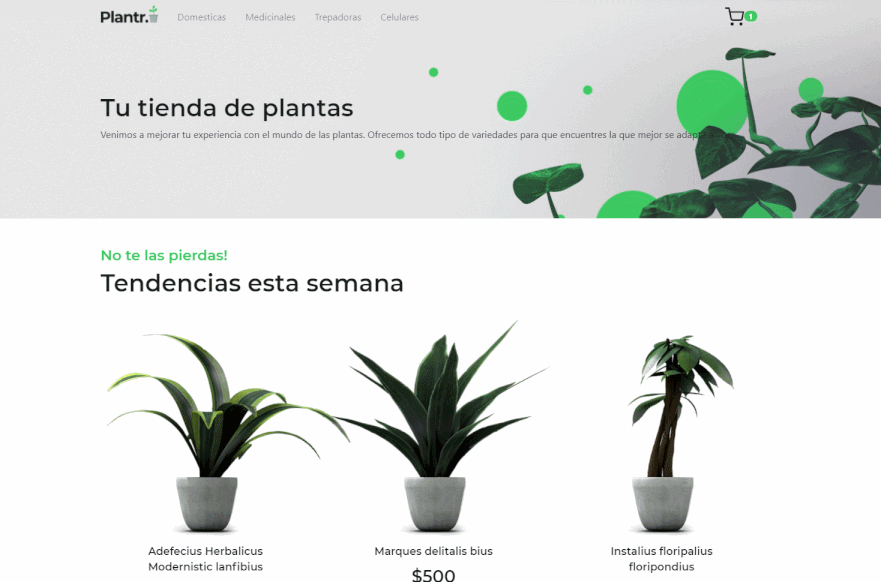 Plantr.
Domesticas
Medicinales
Trepadoras
Celulares
1
Tu tienda de plantas
Venimos a mejorar tu experiencia con el mundo de las plantas. Ofrecemos todo tipo de variedades para que encuentres la que mejor se adapte a
No te las pierdas!
Tendencias esta semana
Adefecius Herbalicus
Modernistic lanfibius
Marques delitalis bius
$500
Instalius floripalius
floripondius